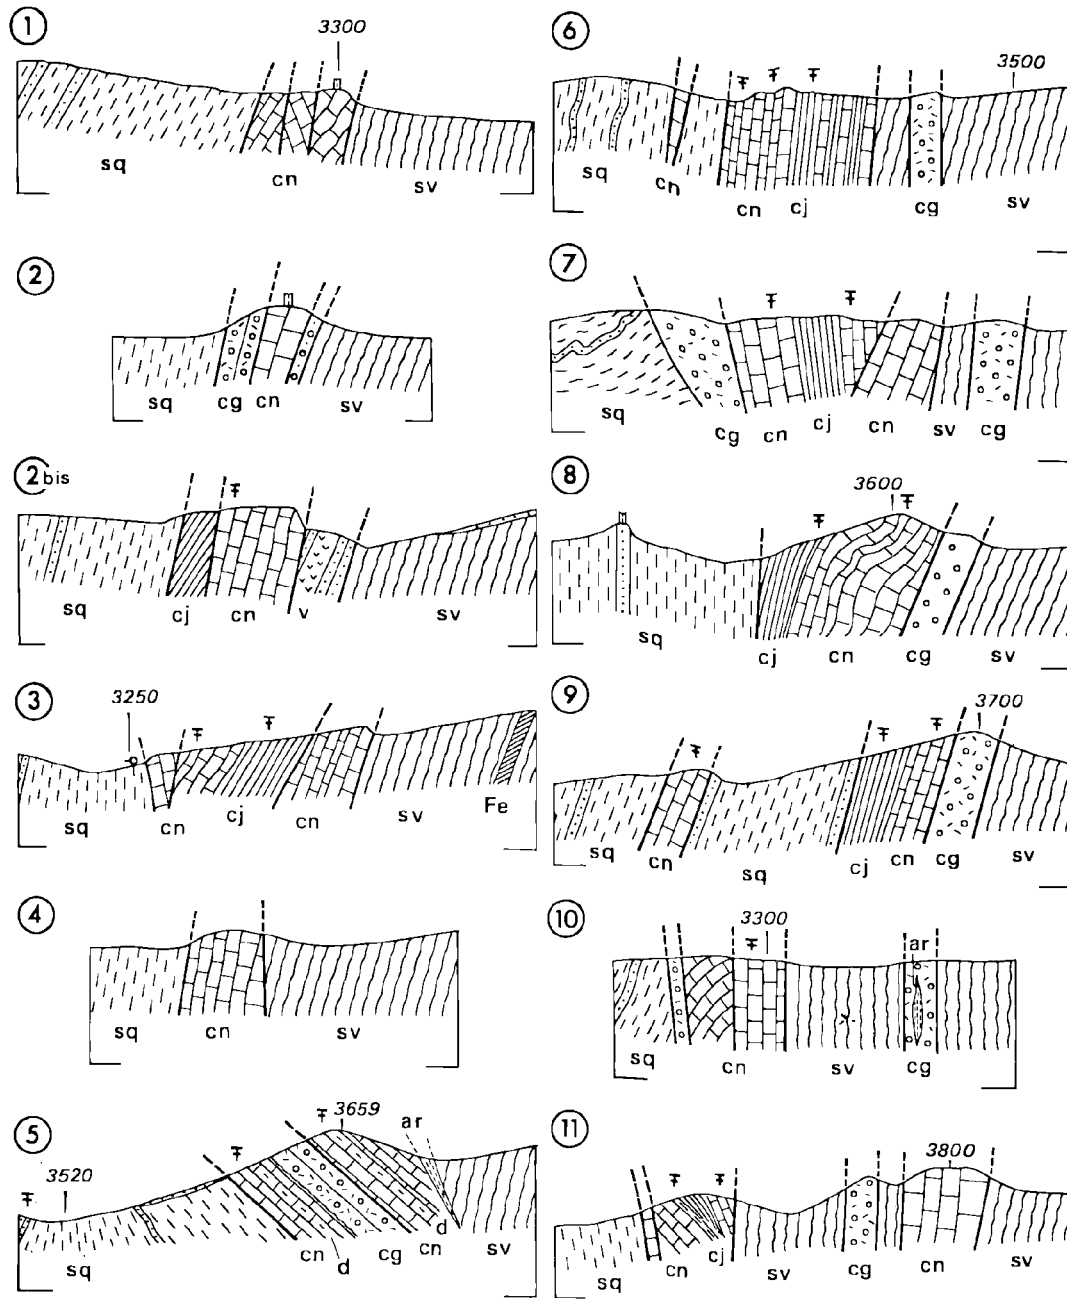 1
3300
sq cn sv
2
sq cg cn sv
2 bis
sq cj cn v sv
3
3250
sq cn cj cn sv Fe
4
sq cn sv
5
3520 3659 ar
sq cn d cg cn d sv
6
3500
sq cn cn cj cg sv
7
sq cg cn cj cn sv cg
8
3600
sq cj cn cg sv
9
3700
sq cn sq cj cn cg sv
10
3300 ar
sq cn sv cg
11
3800
sq cn cj sv cg cn